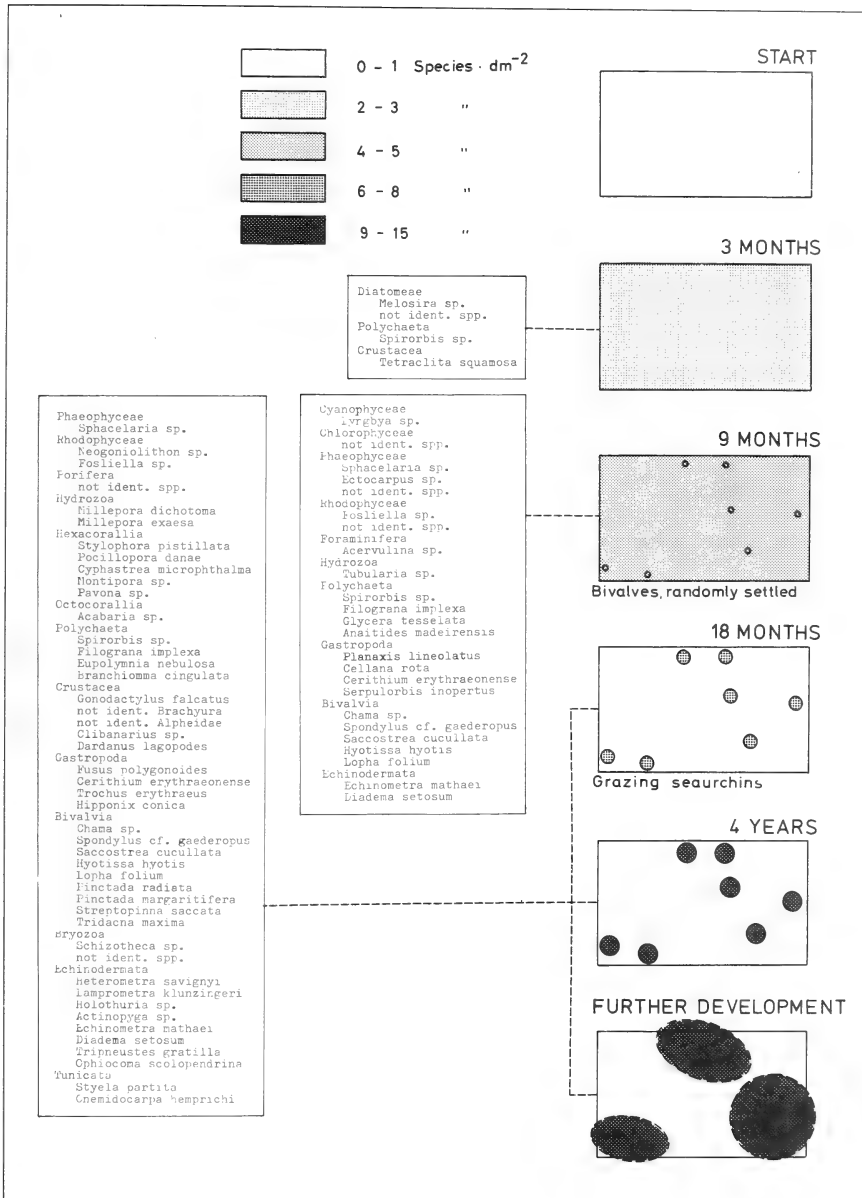 0 - 1 Species · dm⁻²
2 - 3 "
4 - 5 "
6 - 8 "
9 - 15 "
START
3 MONTHS
Diatomeae
Melosira sp.
not ident. spp.
Polychaeta
Spirorbis sp.
Crustacea
Tetraclita squamosa
9 MONTHS
Bivalves, randomly settled
Cyanophyceae
Lyrgbya sp.
Chlorophyceae
not ident. spp.
Phaeophyceae
Sphacelaria sp.
Ectocarpus sp.
not ident. spp.
Rhodophyceae
Fosliella sp.
not ident. spp.
Foraminifera
Acervulina sp.
Hydrozoa
Tubularia sp.
Polychaeta
Spirorbis sp.
Filograna implexa
Glycera tesselata
Anaitides madeirensis
Gastropoda
Planaxis lineolatus
Cellana rota
Cerithium erythraeonense
Serpulorbis inopertus
Bivalvia
Chama sp.
Spondylus cf. gaederopus
Saccostrea cucullata
Hyotissa hyotis
Lopha folium
Echinodermata
Echinometra mathaei
Diadema setosum
Phaeophyceae
Sphacelaria sp.
Rhodophyceae
Neogoniolithon sp.
Fosliella sp.
Porifera
not ident. spp.
Hydrozoa
Millepora dichotoma
Millepora exaesa
Hexacorallia
Stylophora pistillata
Pocillopora danae
Cyphastrea microphthalma
Montipora sp.
Pavona sp.
Octocorallia
Acabaria sp.
Polychaeta
Spirorbis sp.
Filograna implexa
Eupolymnia nebulosa
Branchiomma cingulata
Crustacea
Gonodactylus falcatus
not ident. Brachyura
not ident. Alpheidae
Clibanarius sp.
Dardanus lagopodes
Gastropoda
Fusus polygonoides
Cerithium erythraeonense
Trochus erythraeus
Hipponix conica
Bivalvia
Chama sp.
Spondylus cf. gaederopus
Saccostrea cucullata
Hyotissa hyotis
Lopha folium
Pinctada radiata
Pinctada margaritifera
Streptopinna saccata
Tridacna maxima
Bryozoa
Schizotheca sp.
not ident. spp.
Echinodermata
Heterometra savignyi
Lamprometra klunzingeri
Holothuria sp.
Actinopyga sp.
Echinometra mathaei
Diadema setosum
Tripneustes gratilla
Ophiocoma scolopendrina
Tunicata
Styela partita
Cnemidocarpa hemprichi
18 MONTHS
Grazing seaurchins
4 YEARS
FURTHER DEVELOPMENT